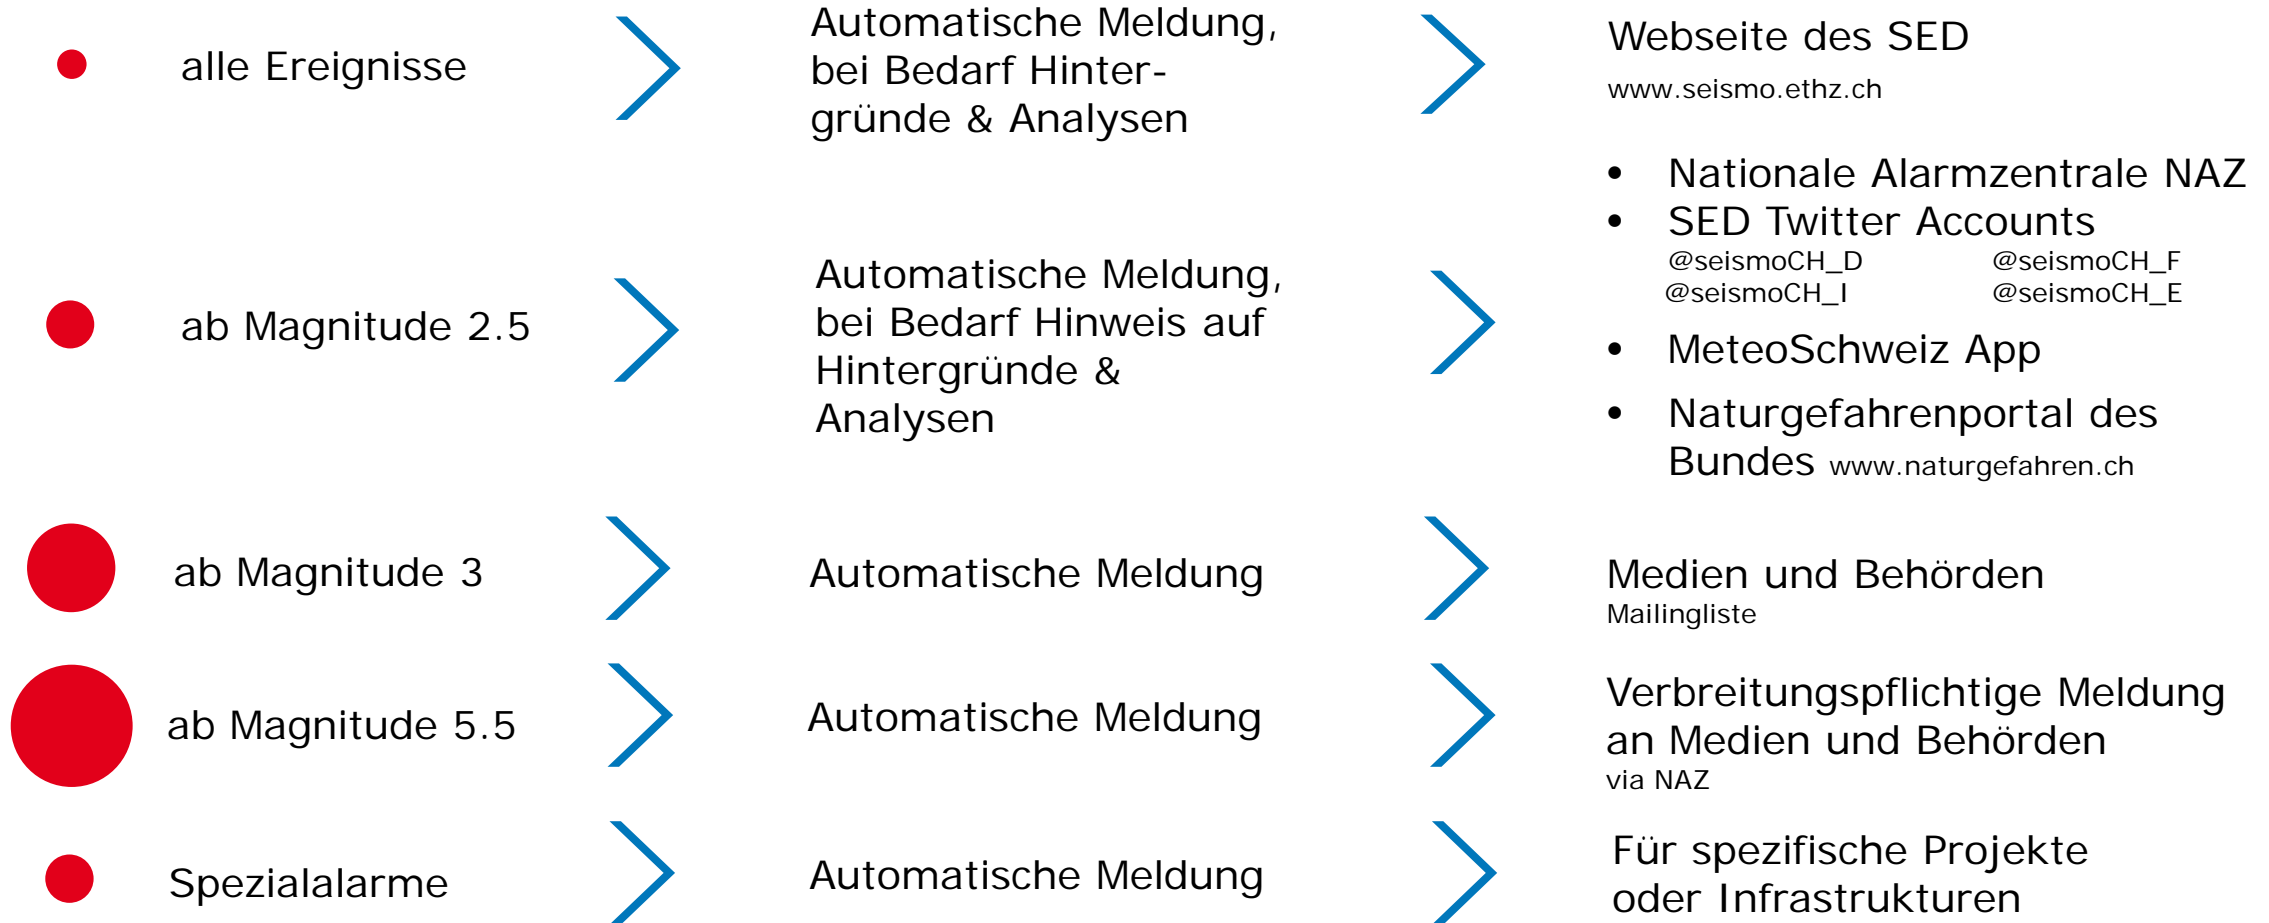 alle Ereignisse
Automatische Meldung,
bei Bedarf Hinter-
gründe & Analysen
Webseite des SED
www.seismo.ethz.ch
ab Magnitude 2.5
Automatische Meldung,
bei Bedarf Hinweis auf
Hintergründe &
Analysen
• Nationale Alarmzentrale NAZ
• SED Twitter Accounts
@seismoCH_D @seismoCH_F
@seismoCH_I @seismoCH_E
• MeteoSchweiz App
• Naturgefahrenportal des
Bundes www.naturgefahren.ch
ab Magnitude 3
Automatische Meldung
Medien und Behörden
Mailingliste
ab Magnitude 5.5
Automatische Meldung
Verbreitungspflichtige Meldung
an Medien und Behörden
via NAZ
Spezialalarme
Automatische Meldung
Für spezifische Projekte
oder Infrastrukturen